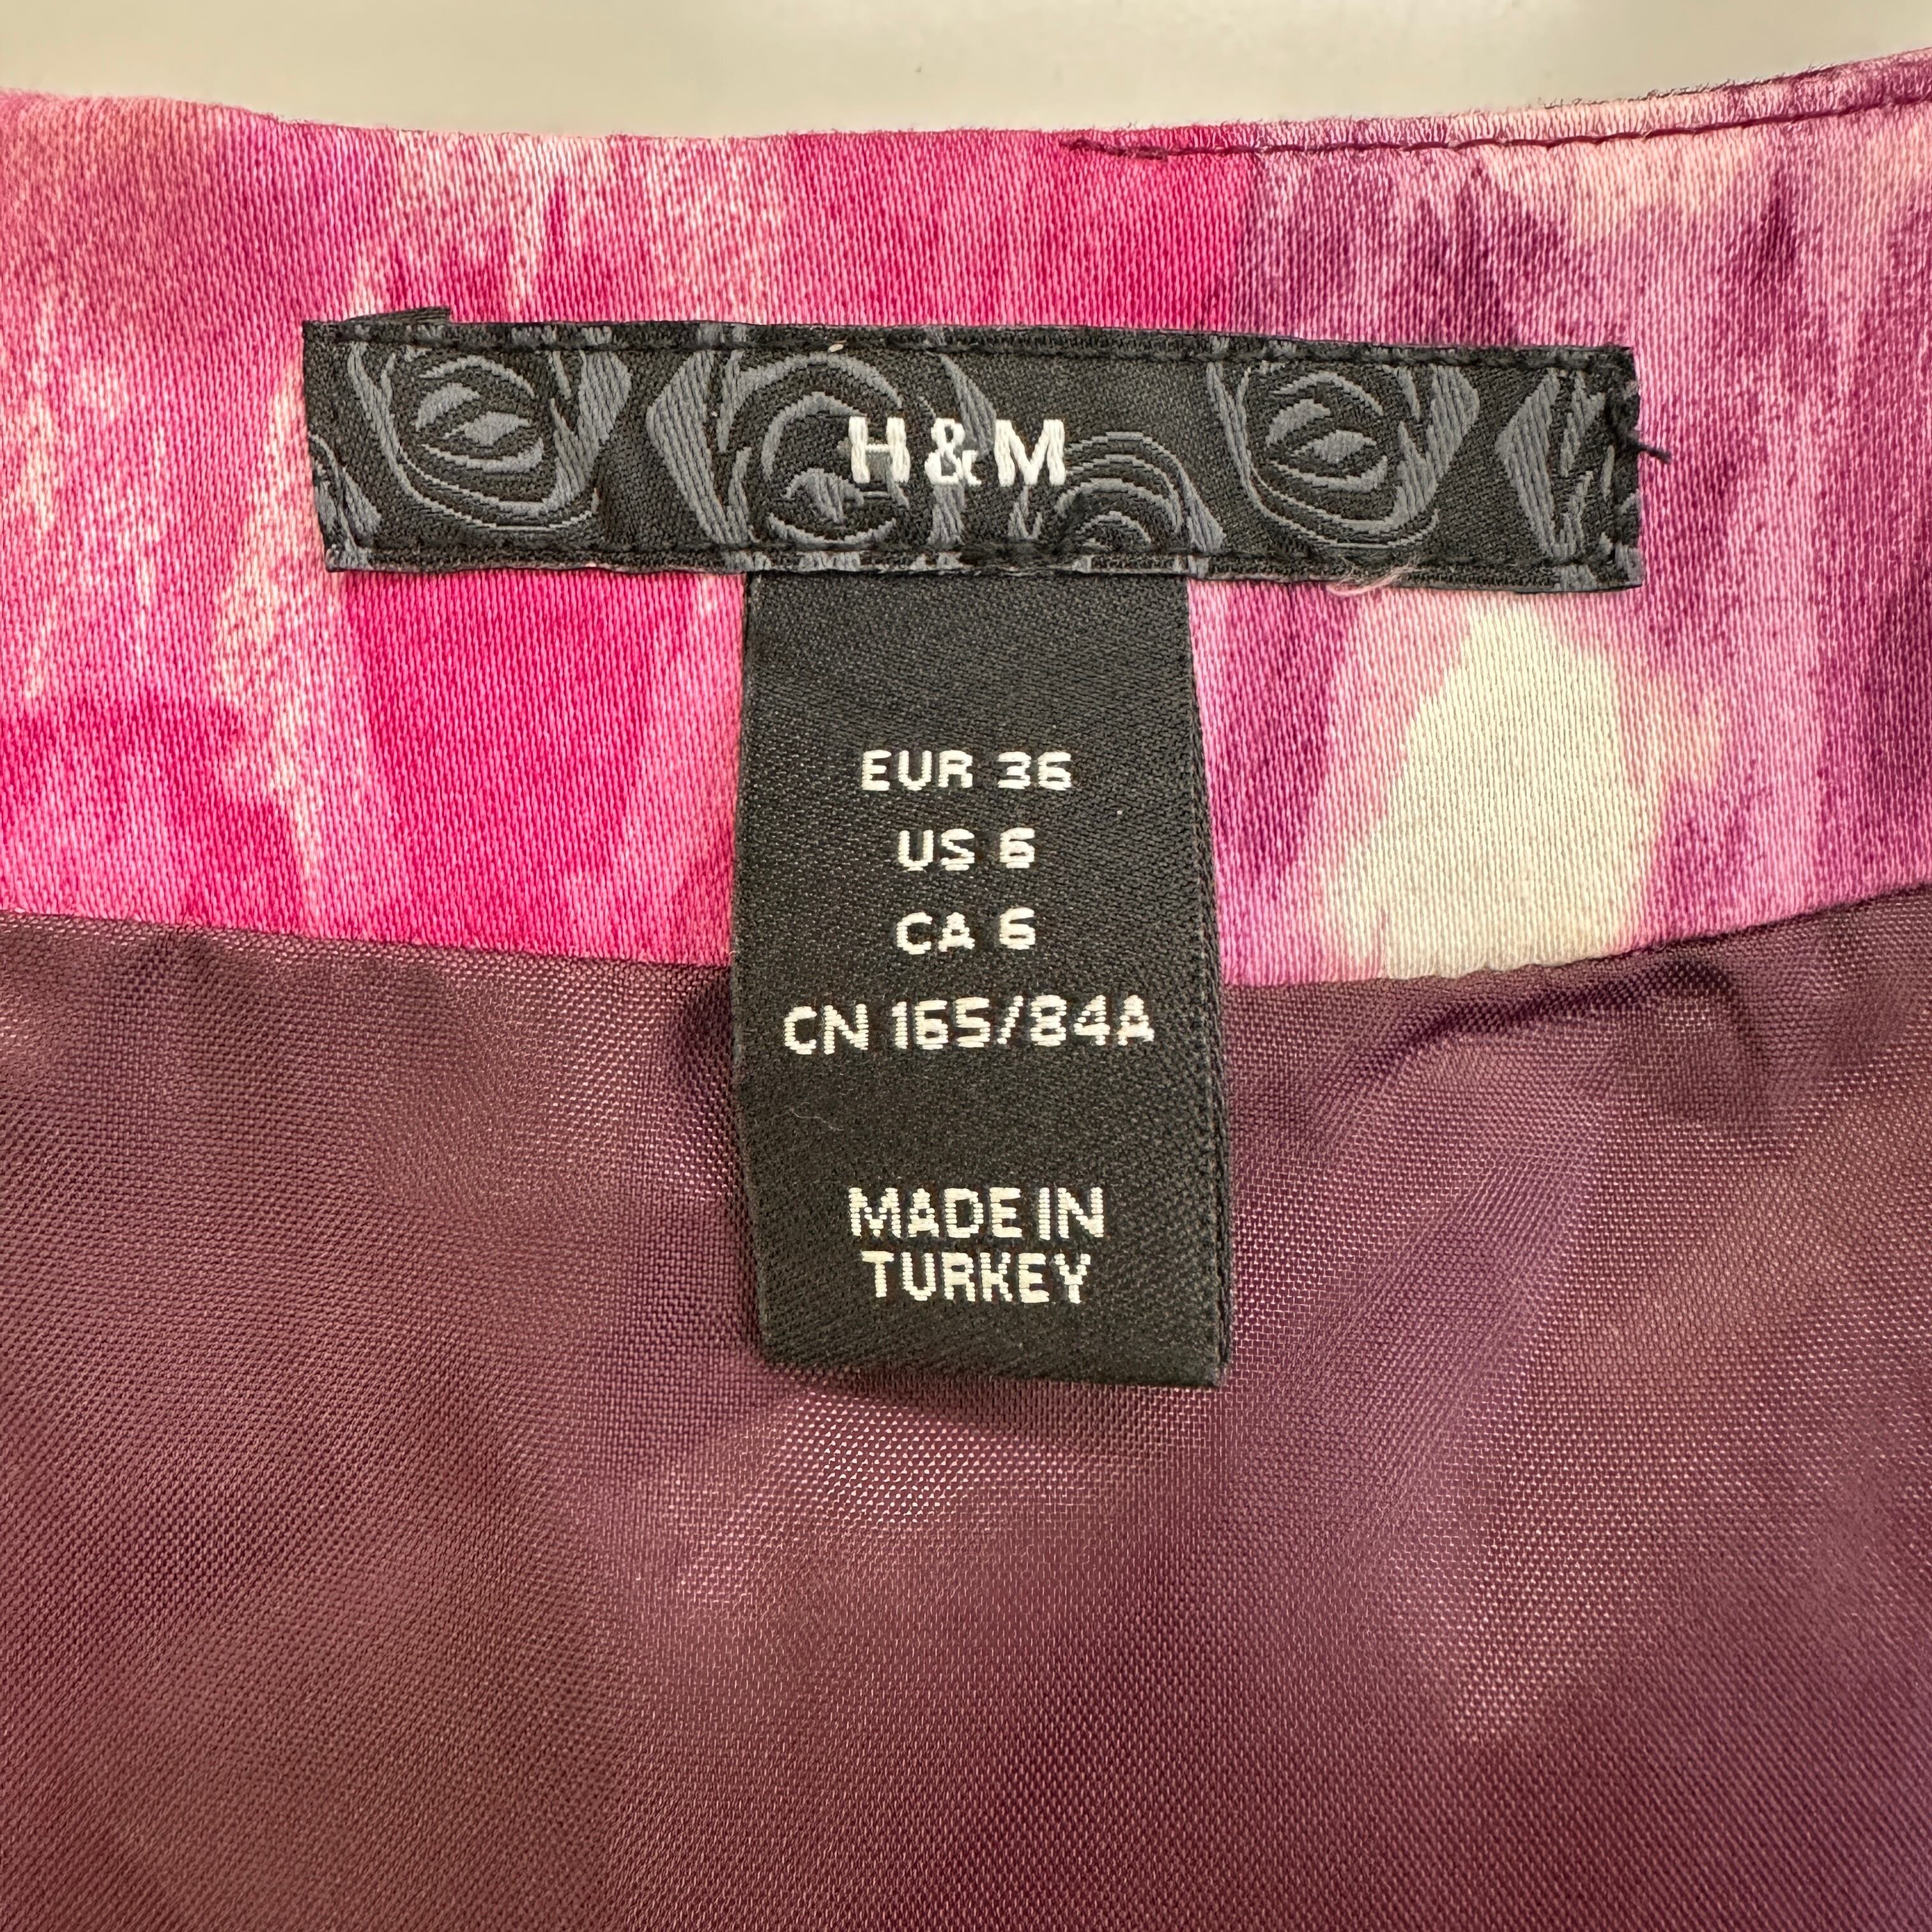 H&M
EUR 36
US 6
CA 6
CN 165/84A
MADE IN
TURKEY